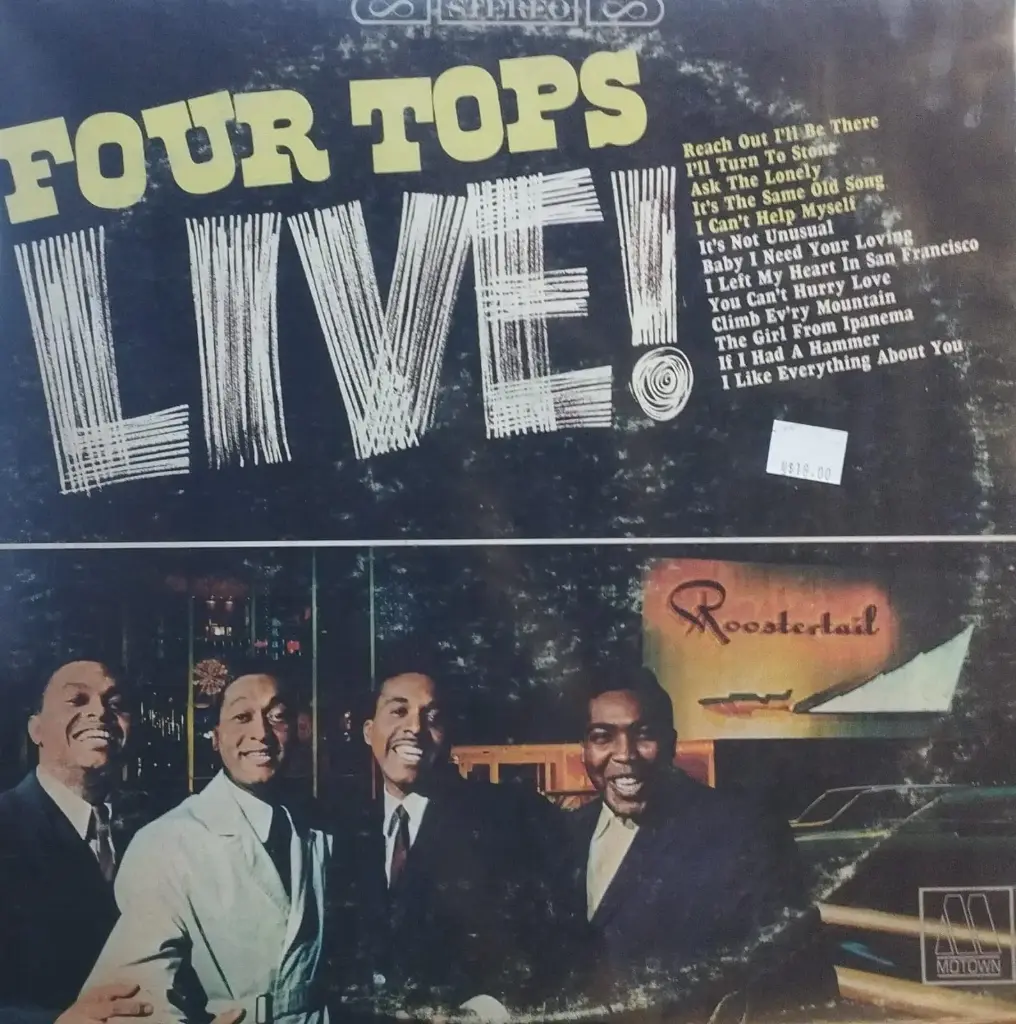 STEREO
FOUR TOPS
LIVE!
Reach Out I'll Be There
I'll Turn To Stone
Ask The Lonely
It's The Same Old Song
I Can't Help Myself
It's Not Unusual
Baby I Need Your Loving
I Left My Heart In San Francisco
You Can't Hurry Love
Climb Ev'ry Mountain
The Girl From Ipanema
If I Had A Hammer
I Like Everything About You
Roostertail
M
MOTOWN